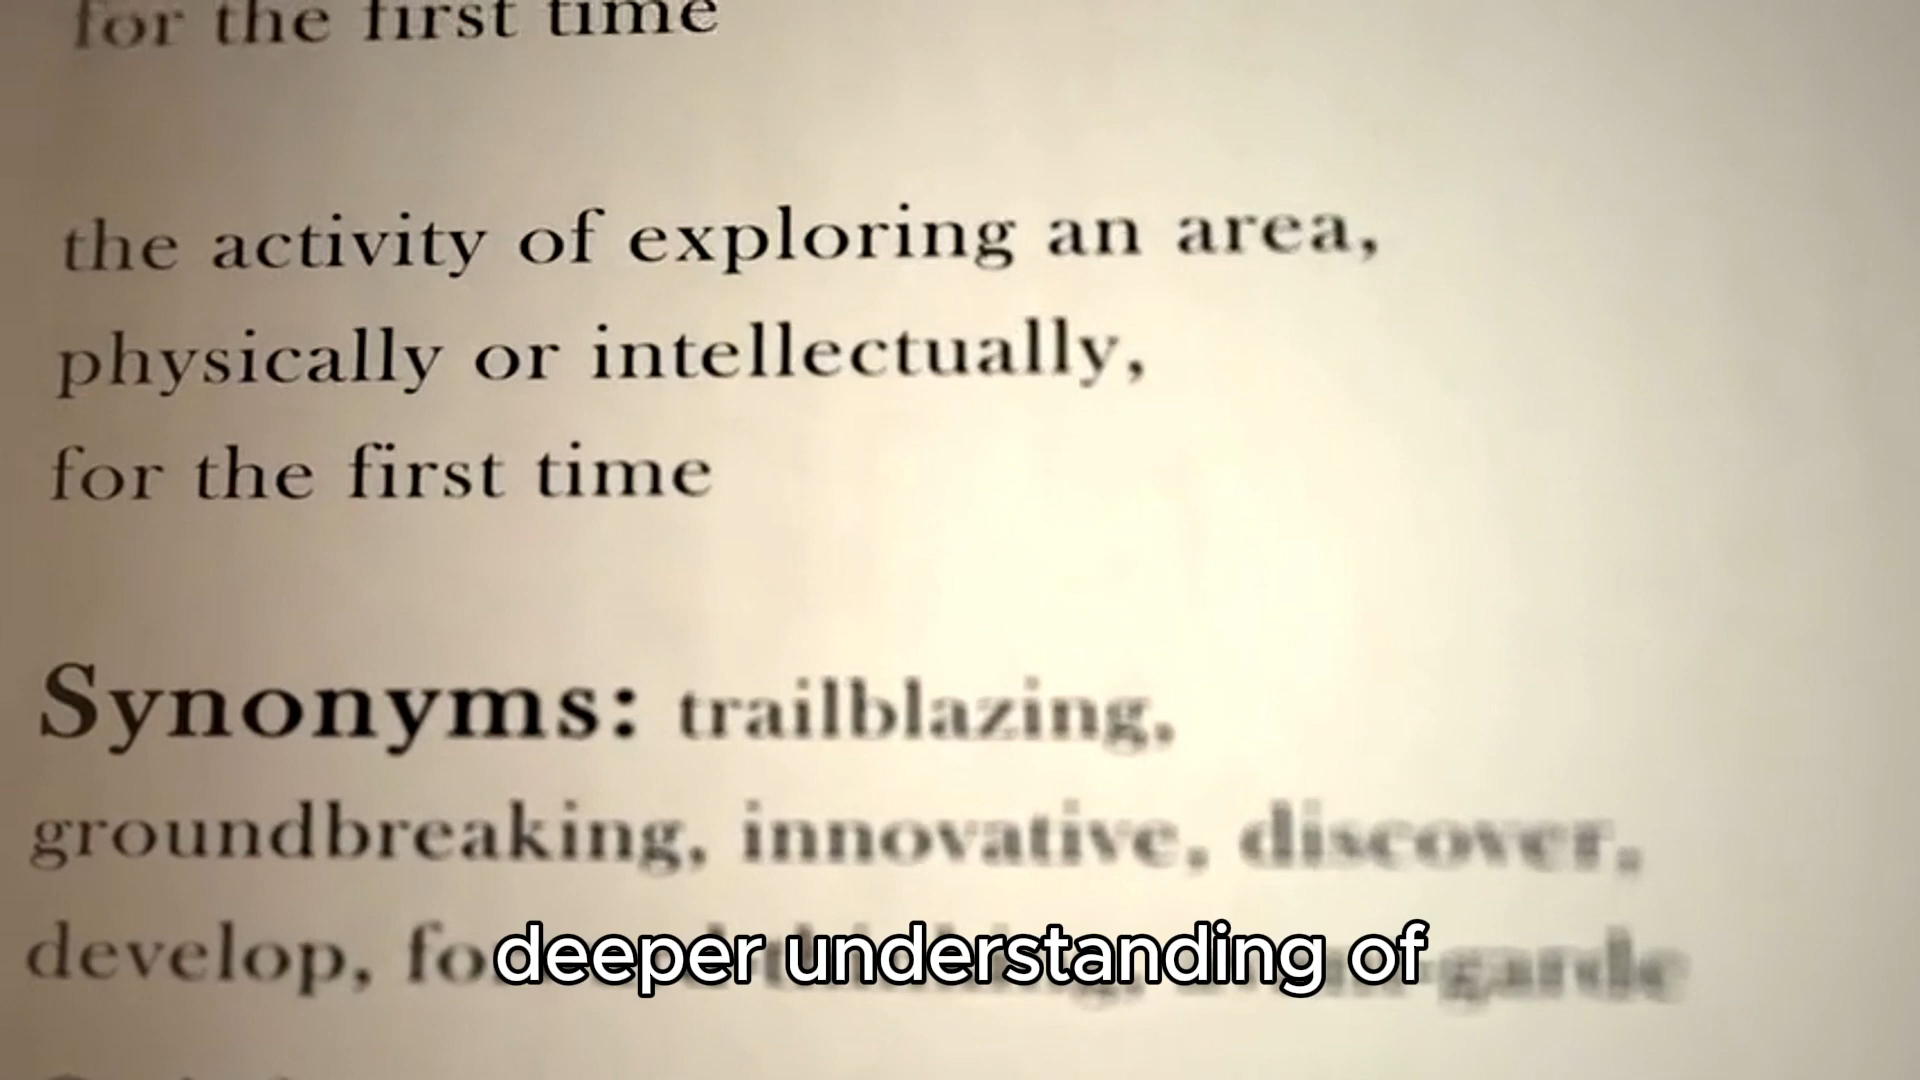 for the first time
the activity of exploring an area,
physically or intellectually,
for the first time
Synonyms: trailblazing,
groundbreaking, innovative, discover,
develop, garde
deeper understanding of